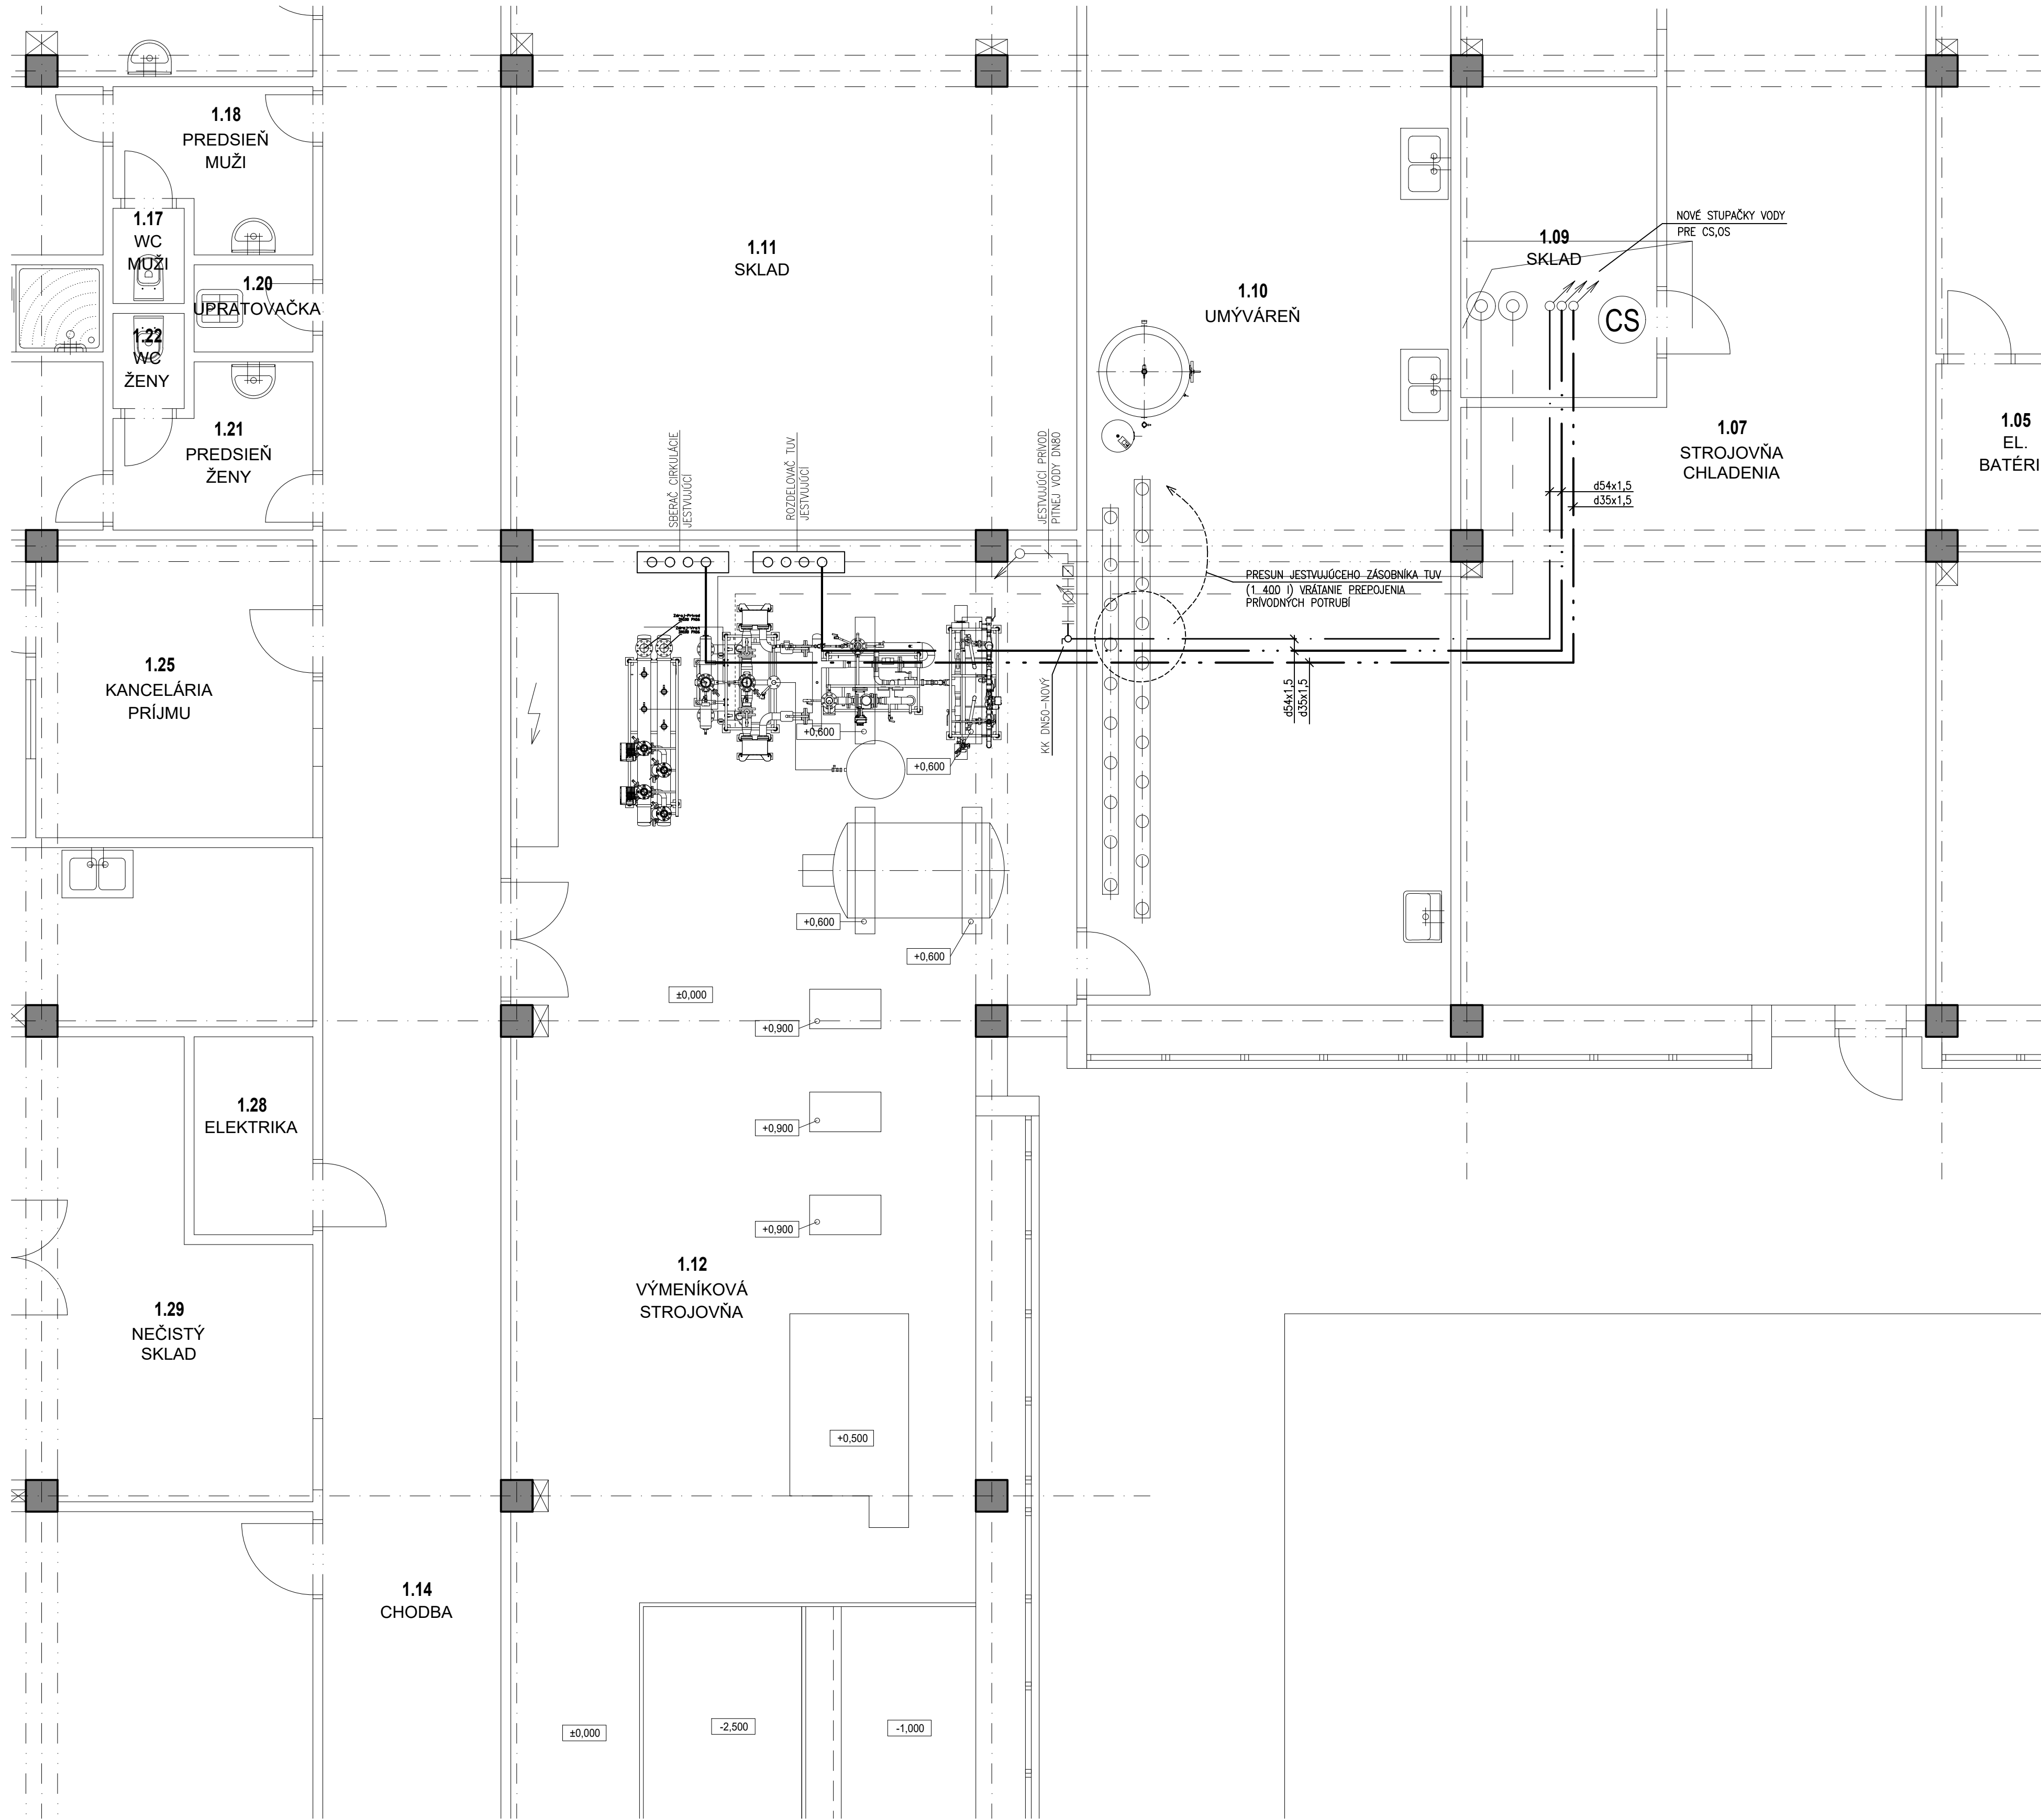 1.18
PREDSIEŇ
MUŽI
1.17
WC
MUŽI
1.20
UPRATOVAČKA
1.22
WC
ŽENY
1.21
PREDSIEŇ
ŽENY
1.11
SKLAD
1.10
UMÝVÁREŇ
1.09
SKLAD
NOVÉ STUPAČKY VODY
PRE CS,OS
CS
1.07
STROJOVŇA
CHLADENIA
1.05
EL.
BATÉRI
d54x1,5
d35x1,5
SBERAČ CIRKULÁCIE
JESTVUJÚCÍ
ROZDELOVAČ TUV
JESTVUJÚCÍ
JESTVUJÚCI PRÍVOD
PITNEJ VODY DN80
PRESUN JESTVUJÚCEHO ZÁSOBNÍKA TUV
(1 400 l) VRÁTANIE PREPOJENIA
PRÍVODNÝCH POTRUBÍ
KK DN50-NOVÝ
d54x1,5
d35x1,5
1.25
KANCELÁRIA
PRÍJMU
+0,600
+0,600
+0,600
+0,600
±0,000
+0,900
+0,900
+0,900
1.28
ELEKTRIKA
1.12
VÝMENÍKOVÁ
STROJOVŇA
1.29
NEČISTÝ
SKLAD
+0,500
1.14
CHODBA
±0,000
-2,500
-1,000